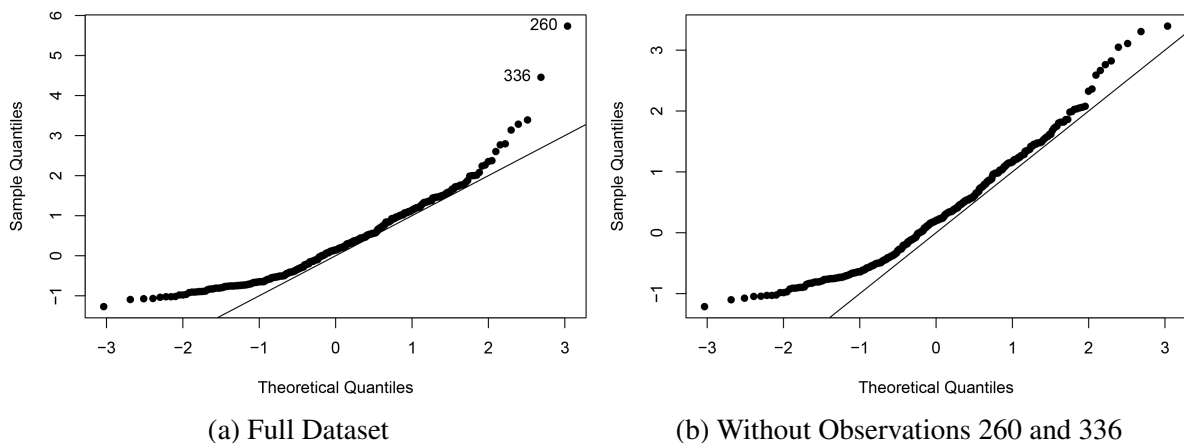 6
5
4
3
2
1
0
−1
Sample Quantiles
260
336
−3 −2 −1 0 1 2 3
Theoretical Quantiles
(a) Full Dataset
3
2
1
0
−1
Sample Quantiles
−3 −2 −1 0 1 2 3
Theoretical Quantiles
(b) Without Observations 260 and 336